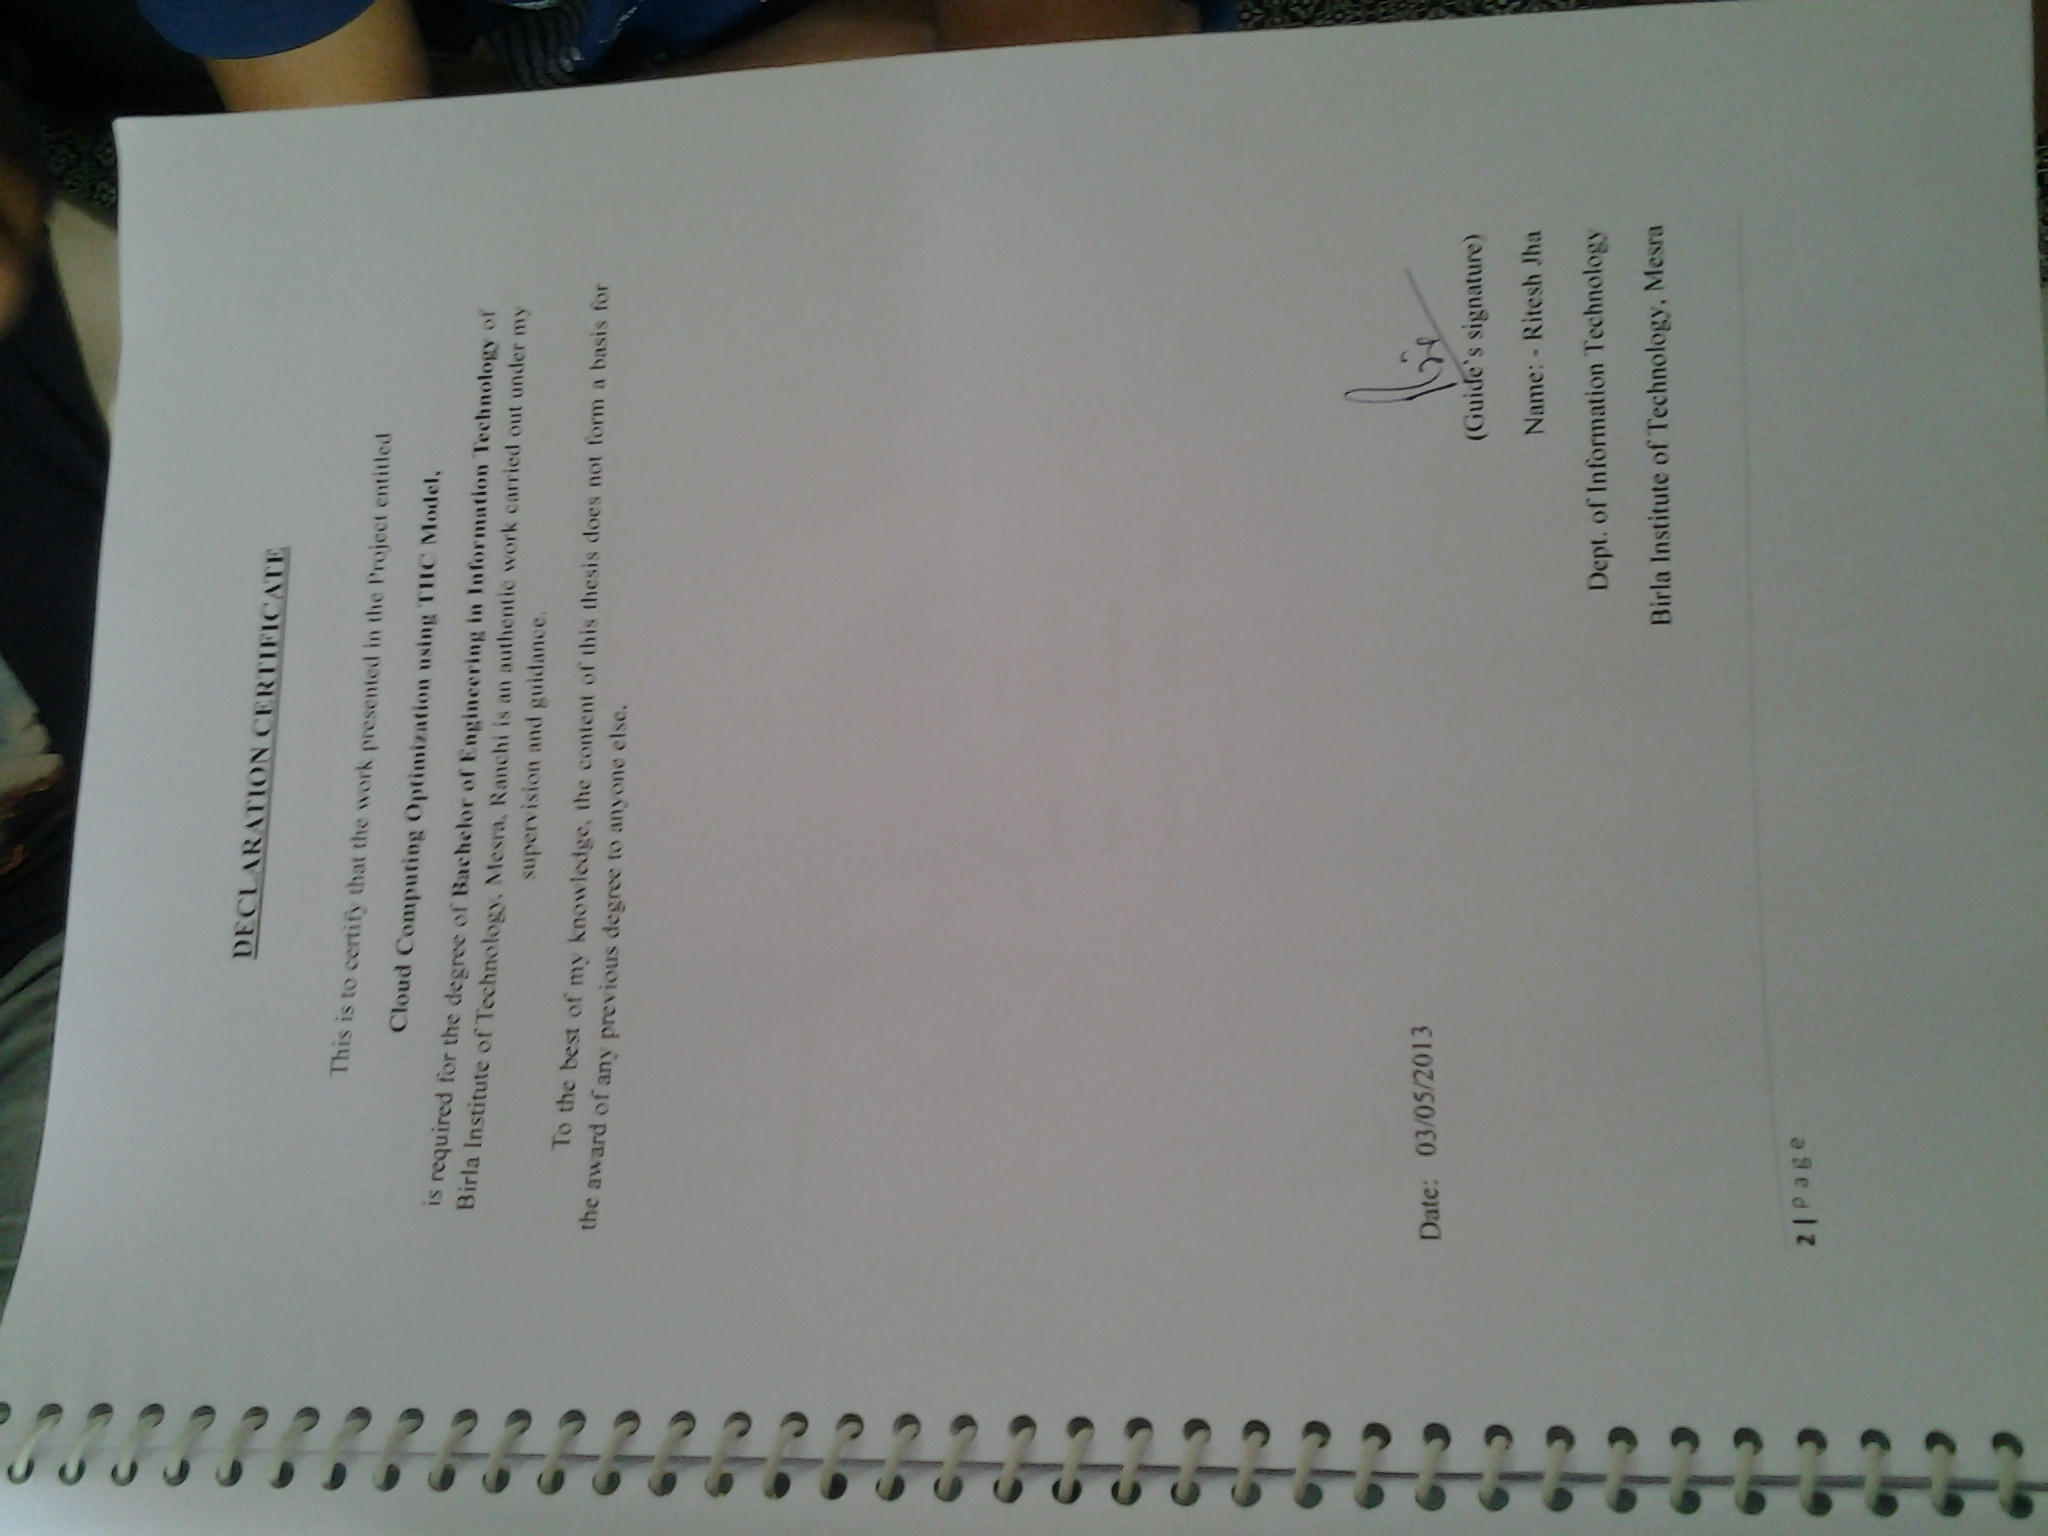 DECLARATION CERTIFICATE
This is to certify that the work presented in the Project entitled
Cloud Computing Optimization using THC Model,
is required for the degree of Bachelor of Engineering in Information Technology of
Birla Institute of Technology, Mesra, Ranchi is an authentic work carried out under my
supervision and guidance.
To the best of my knowledge, the content of this thesis does not form a basis for
the award of any previous degree to anyone else.
Date: 03/05/2013
(Guide's signature)
Name: - Ritesh Jha
Dept. of Information Technology
Birla Institute of Technology, Mesra
2 | Page